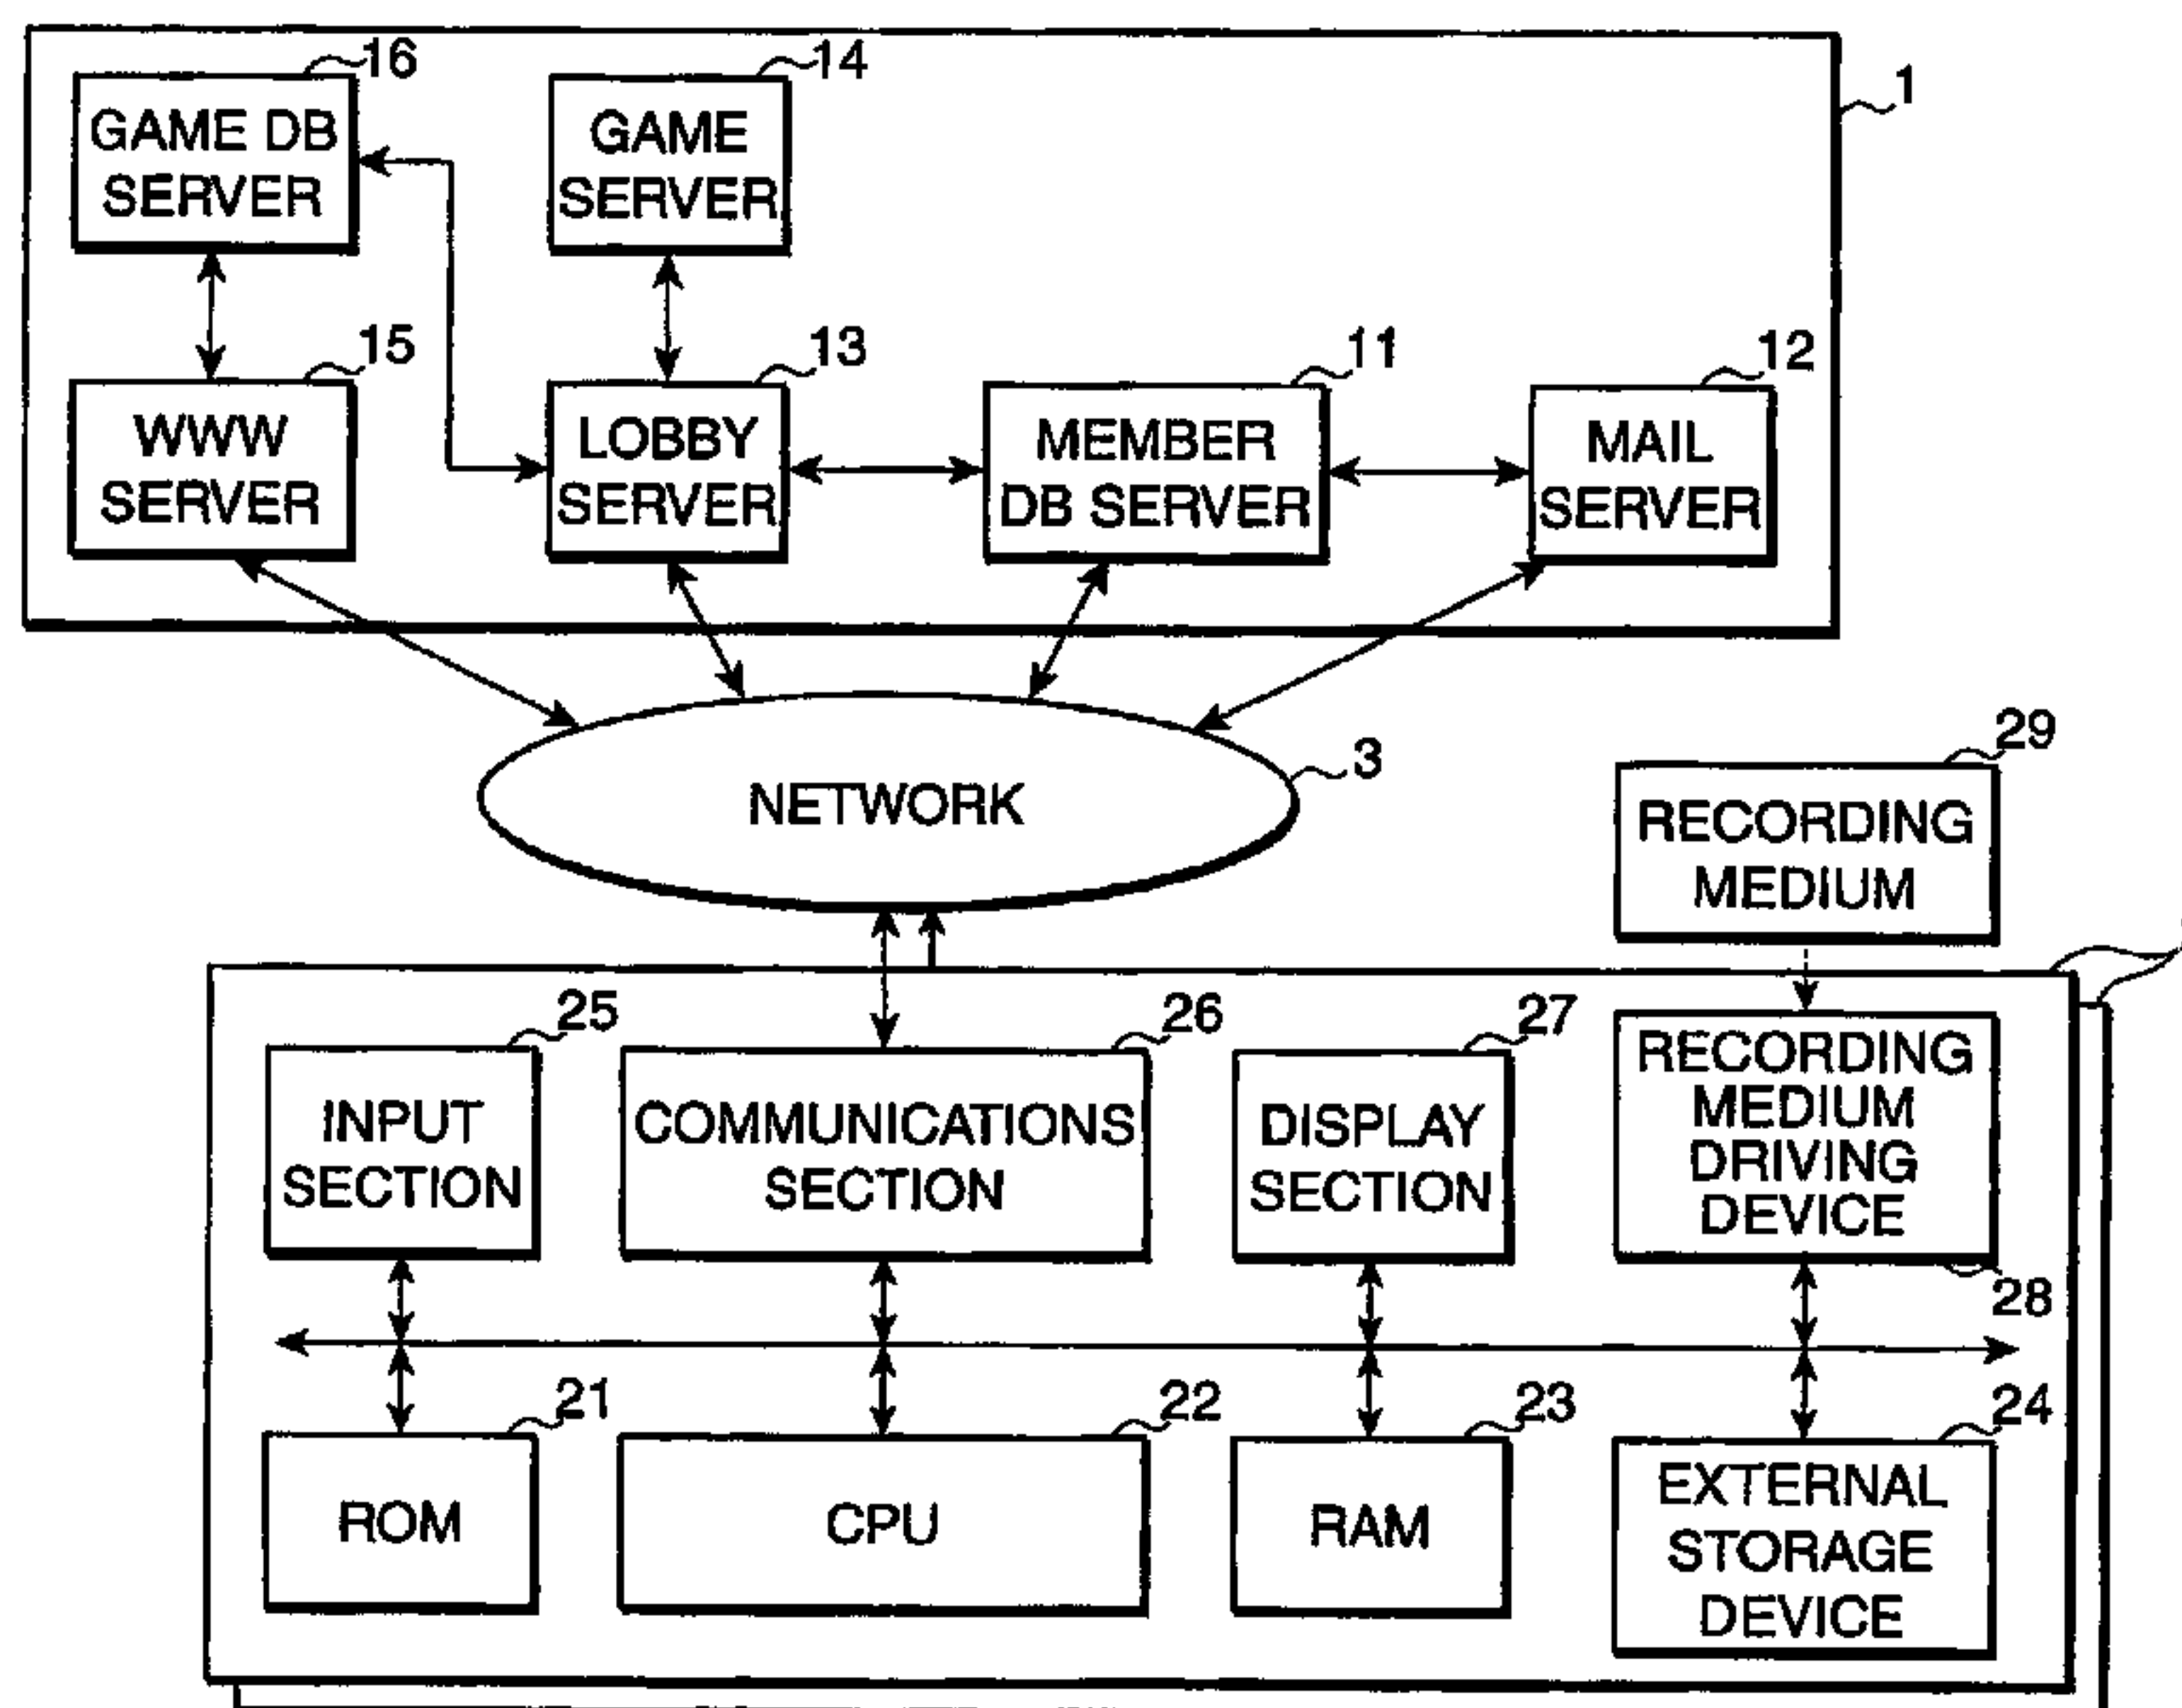 16
14
1
GAME DB
SERVER
GAME
SERVER
15
13
11
12
WWW
SERVER
LOBBY
SERVER
MEMBER
DB SERVER
MAIL
SERVER
3
NETWORK
29
RECORDING
MEDIUM
25
26
27
INPUT
SECTION
COMMUNICATIONS
SECTION
DISPLAY
SECTION
RECORDING
MEDIUM
DRIVING
DEVICE
28
21
22
23
24
ROM
CPU
RAM
EXTERNAL
STORAGE
DEVICE